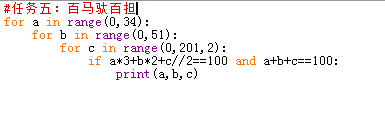 #任务五：百马驮百担
for a in range(0,34):
    for b in range(0,51):
        for c in range(0,201,2):
            if a*3+b*2+c//2==100 and a+b+c==100:
                print(a,b,c)